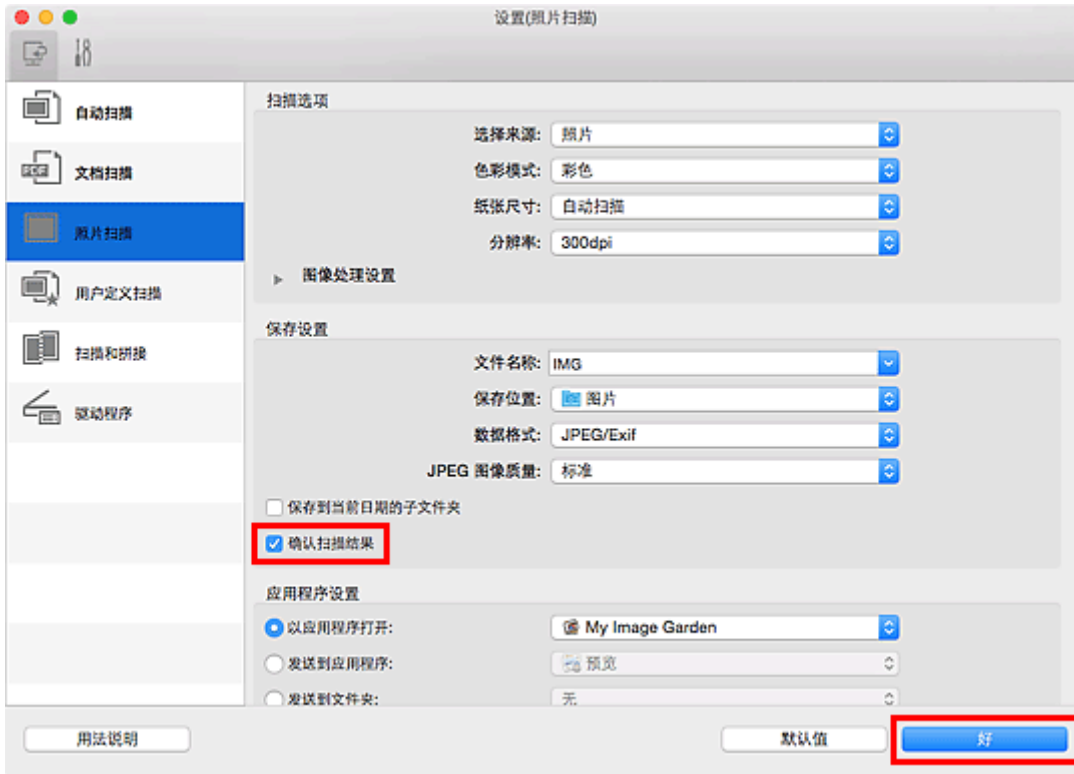 设置(照片扫描)
自动扫描
PDF
文档扫描
照片扫描
用户定义扫描
扫描和拼接
驱动程序
扫描选项
选择来源: 照片
色彩模式: 彩色
纸张尺寸: 自动扫描
分辨率: 300dpi
图像处理设置
保存设置
文件名称: IMG
保存位置: 图片
数据格式: JPEG/Exif
JPEG 图像质量: 标准
保存到当前日期的子文件夹
确认扫描结果
应用程序设置
以应用程序打开: My Image Garden
发送到应用程序: 预览
发送到文件夹: 无
用法说明 默认值 好